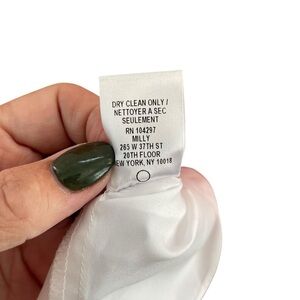 DRY CLEAN ONLY /
NETTOYER A SEC
SEULEMENT
RN 104297
MILLY
265 W 37TH ST
20TH FLOOR
NEW YORK, NY 10018